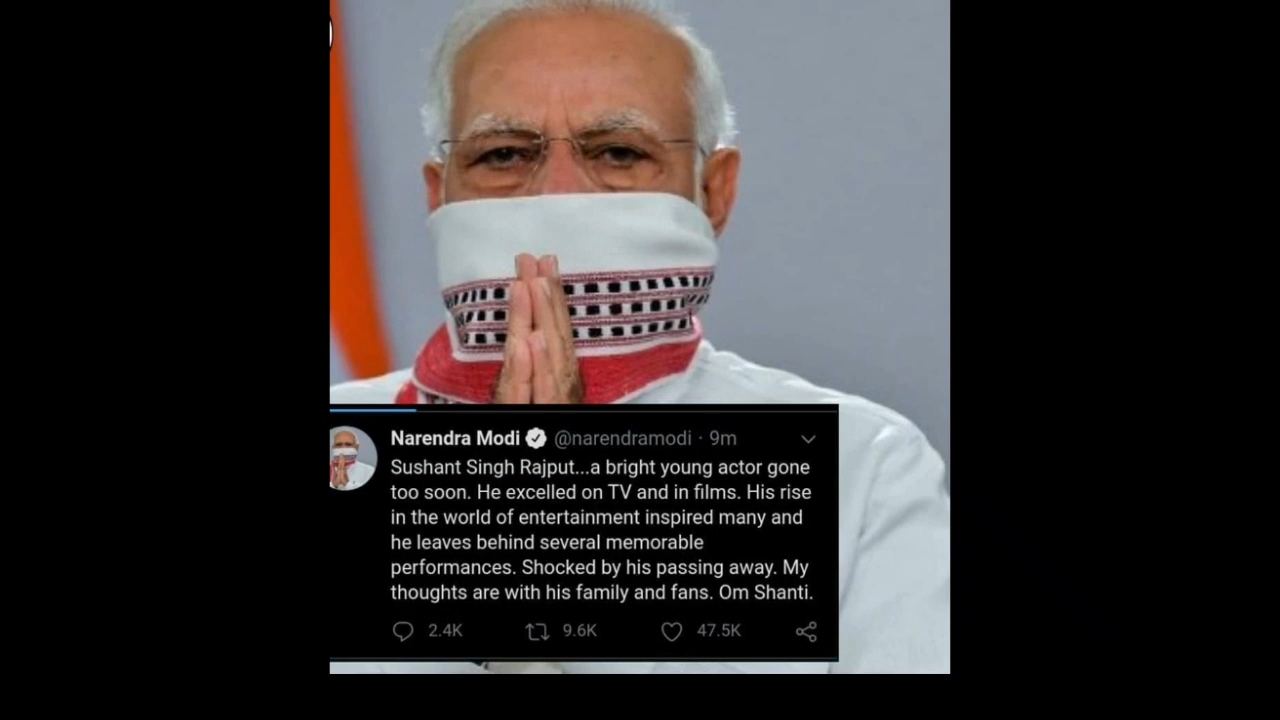 Narendra Modi @narendramodi · 9m
Sushant Singh Rajput...a bright young actor gone
too soon. He excelled on TV and in films. His rise
in the world of entertainment inspired many and
he leaves behind several memorable
performances. Shocked by his passing away. My
thoughts are with his family and fans. Om Shanti.
2.4K 9.6K 47.5K